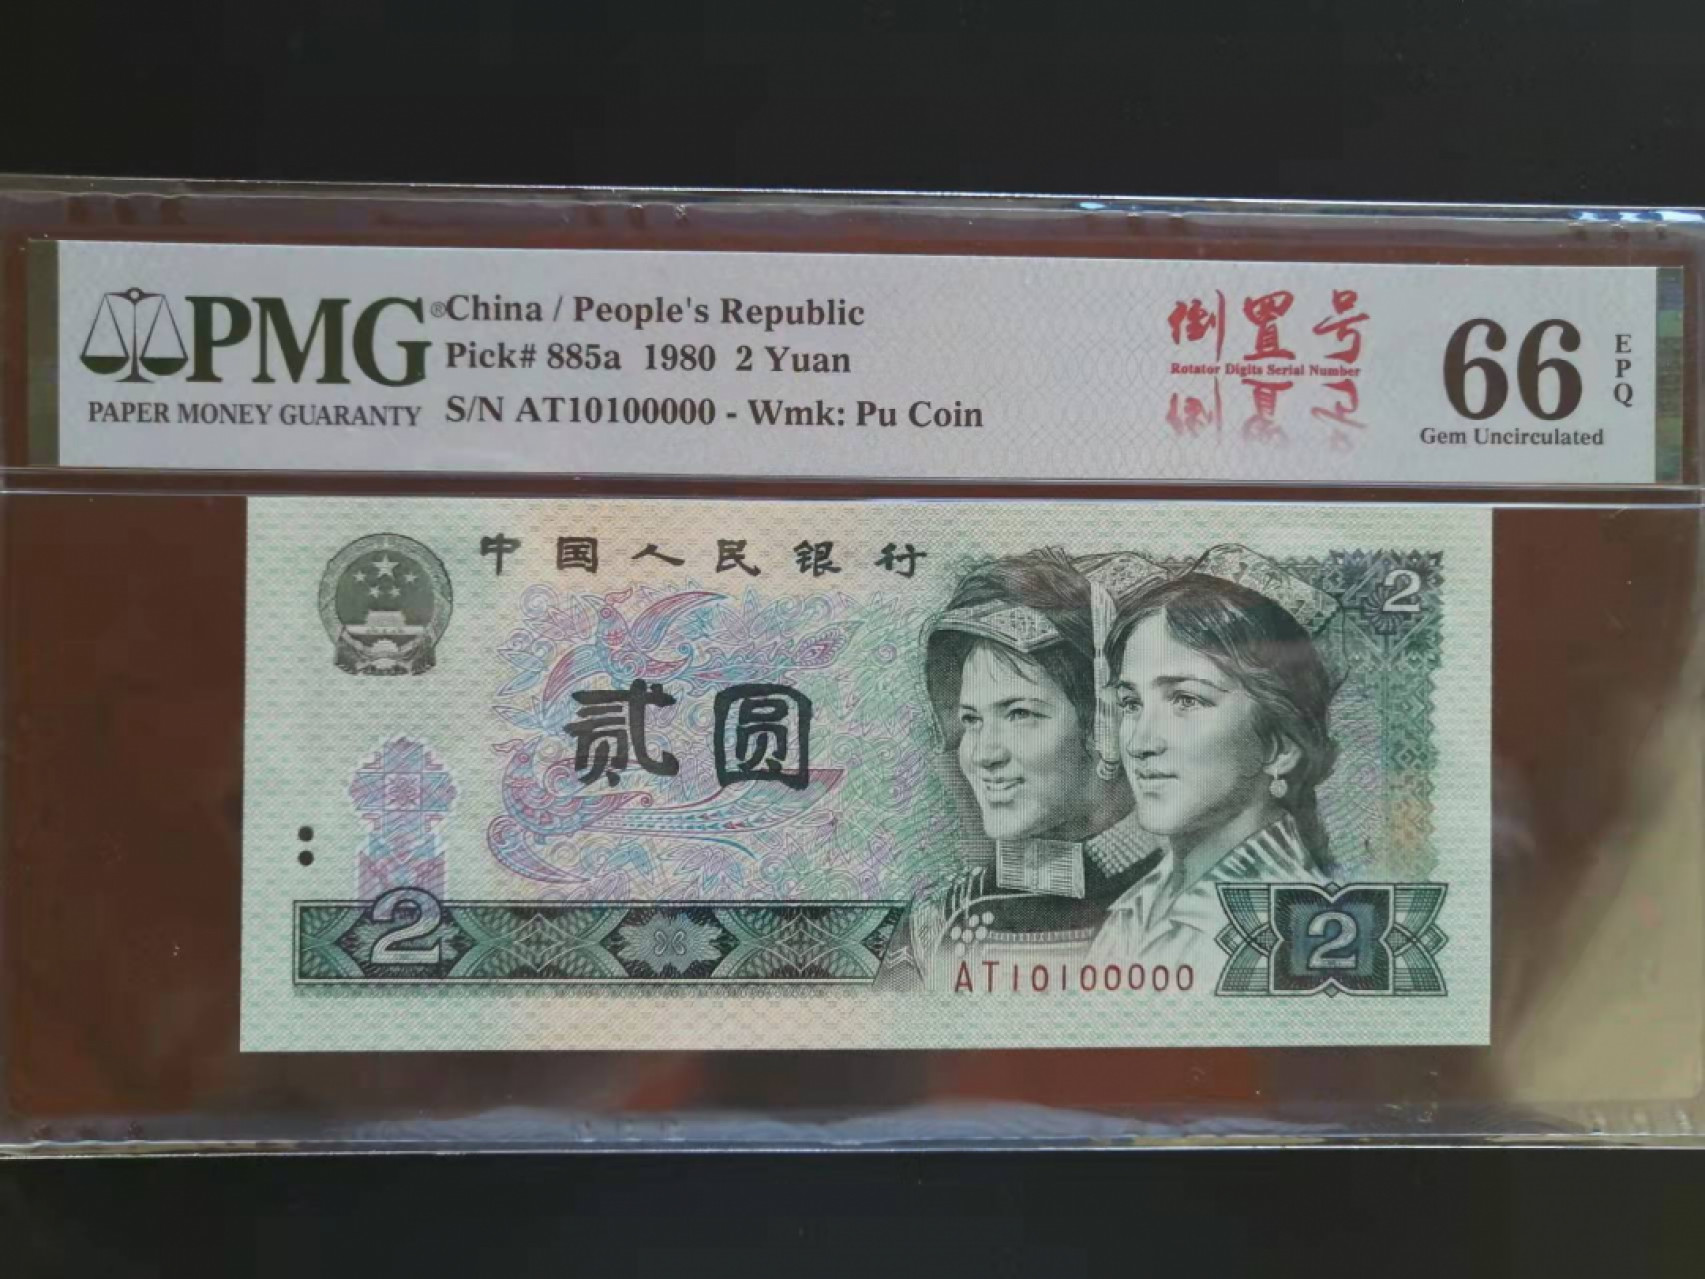 PMG® China / People's Republic
Pick# 885a 1980 2 Yuan
PAPER MONEY GUARANTY S/N AT10100000 - Wmk: Pu Coin
倒置号
Rotator Digits Serial Number
66
EPQ
Gem Uncirculated
中国人民银行
2
贰圆
2
2
AT10100000